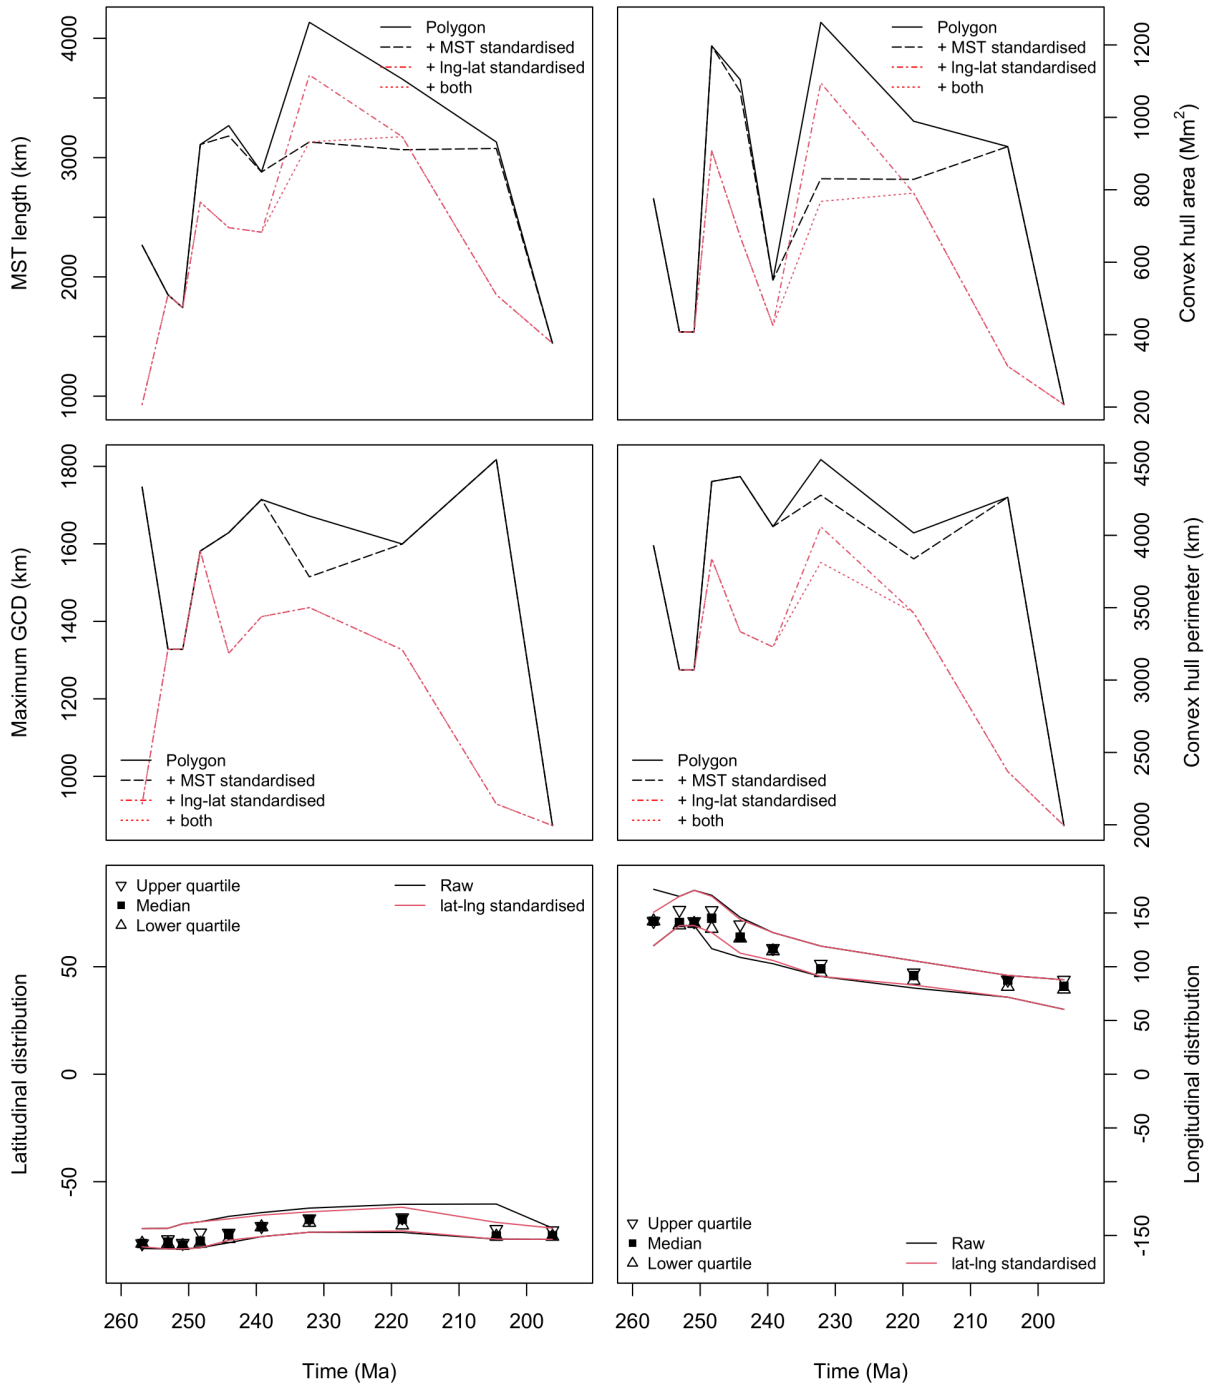 MST length (km)
4000
3000
2000
1000
Polygon
+ MST standardised
+ lng-lat standardised
+ both
Polygon
+ MST standardised
+ lng-lat standardised
+ both
1200
1000
800
600
400
200
Convex hull area (Mm²)
Maximum GCD (km)
1800
1600
1400
1200
1000
Polygon
+ MST standardised
+ lng-lat standardised
+ both
Polygon
+ MST standardised
+ lng-lat standardised
+ both
4500
4000
3500
3000
2500
2000
Convex hull perimeter (km)
Latitudinal distribution
50
0
-50
Upper quartile
Median
Lower quartile
Raw
lat-lng standardised
150
100
50
0
-50
-150
Longitudinal distribution
Upper quartile
Median
Lower quartile
Raw
lat-lng standardised
260 250 240 230 220 210 200
260 250 240 230 220 210 200
Time (Ma)
Time (Ma)